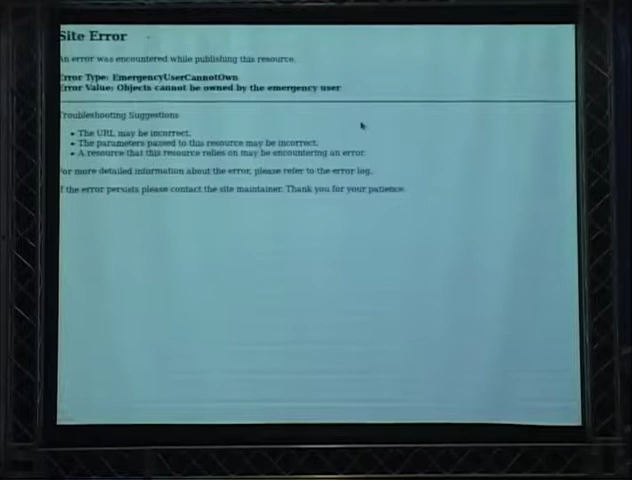 Site Error
An error was encountered while publishing this resource.
Error Type: EmergencyUserCannotOwn
Error Value: Objects cannot be owned by the emergency user
Troubleshooting Suggestions
• The URL may be incorrect.
• The parameters passed to this resource may be incorrect.
• A resource that this resource relies on may be encountering an error.
For more detailed information about the error, please refer to the error log.
If the error persists please contact the site maintainer. Thank you for your patience.